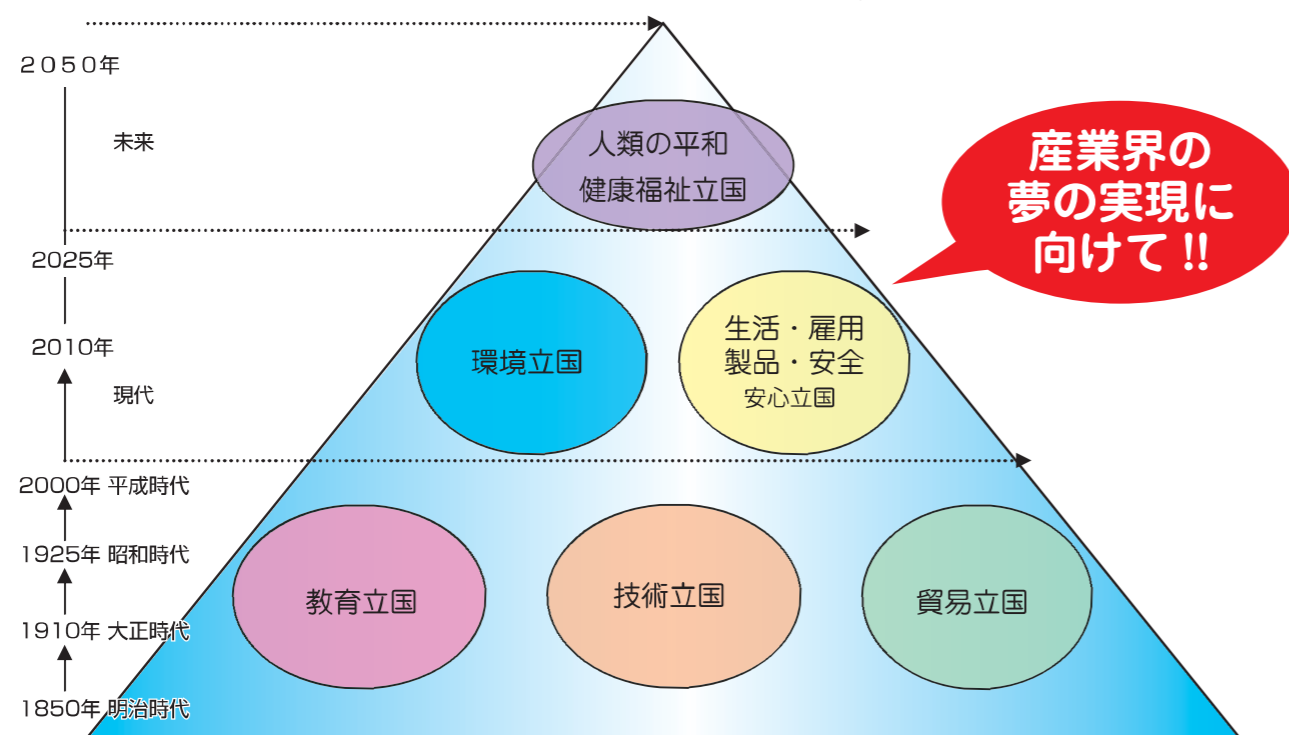 ２０５０年
未来
人類の平和
健康福祉立国
産業界の
夢の実現に
向けて !!
2025年
2010年
現代
環境立国
生活・雇用
製品・安全
安心立国
2000年 平成時代
1925年 昭和時代
1910年 大正時代
1850年 明治時代
教育立国
技術立国
貿易立国